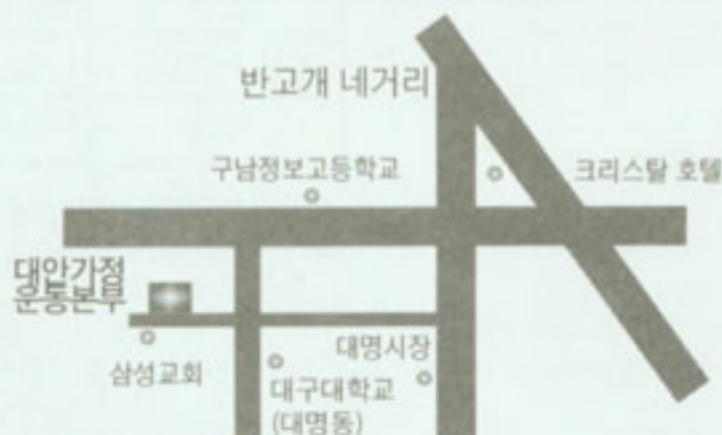 반고개 네거리
구남정보고등학교
크리스탈 호텔
대안가정
운동본부
삼성교회
대명시장
대구대학교
(대명동)